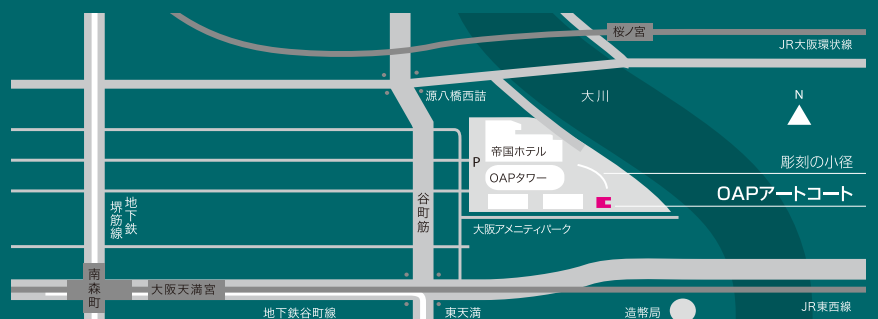 桜ノ宮
JR大阪環状線
源八橋西詰
大川
N
帝国ホテル
P
彫刻の小径
OAPタワー
OAPアートコート
谷町筋
地下鉄
堺筋線
大阪アメニティパーク
南森町
大阪天満宮
地下鉄谷町線
東天満
造幣局
JR東西線